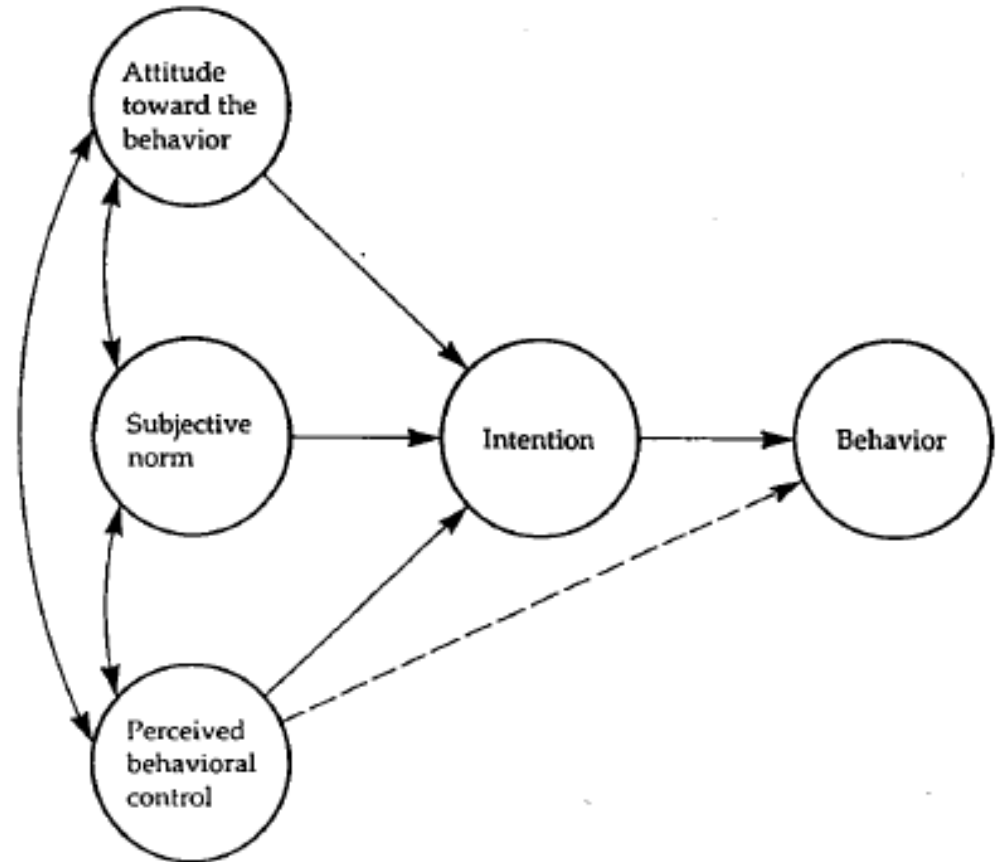 Attitude
toward the
behavior
Subjective
norm
Intention
Behavior
Perceived
behavioral
control